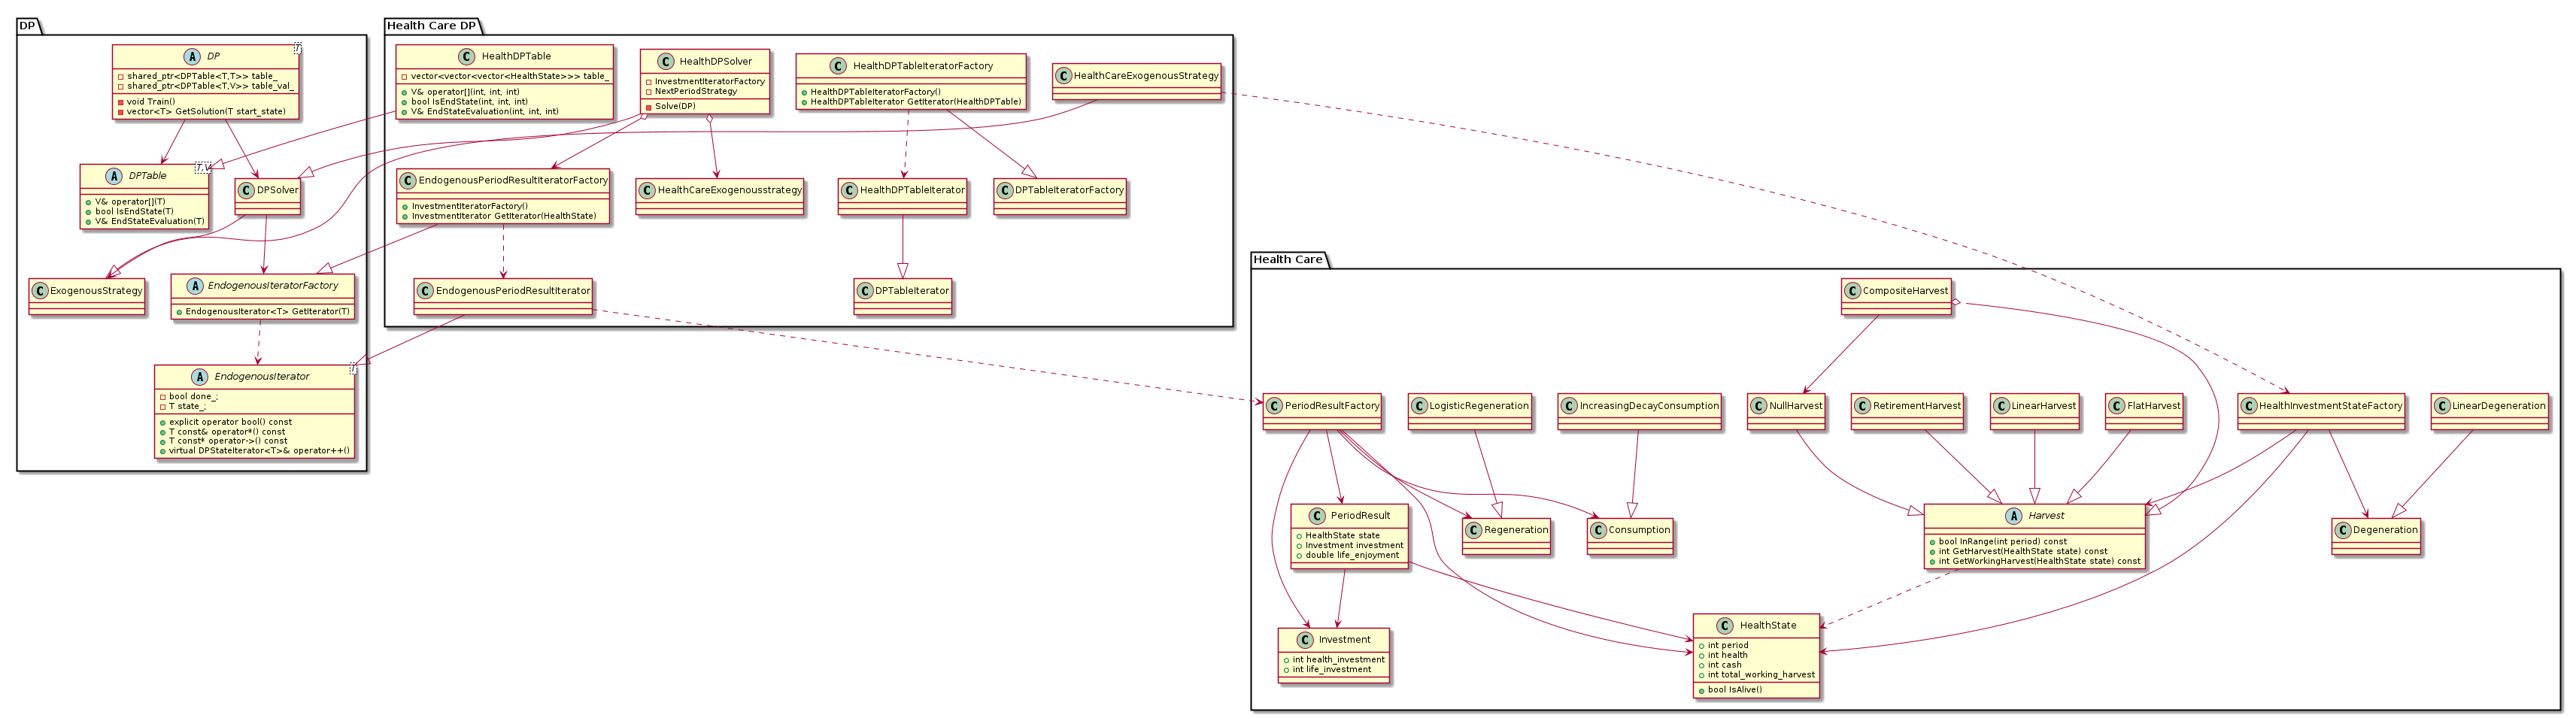 DP
A DP
T
shared_ptr<DPTable<T,T>> table_
shared_ptr<DPTable<T,V>> table_val_
void Train()
vector<T> GetSolution(T start_state)
A DPTable
T,V
V& operator[](T)
bool IsEndState(T)
V& EndStateEvaluation(T)
C DPSolver
C ExogenousStrategy
A EndogenousIteratorFactory
EndogenousIterator<T> GetIterator(T)
A EndogenousIterator
T
bool done_;
T state_;
explicit operator bool() const
T const& operator*() const
T const* operator->() const
virtual DPStateIterator<T>& operator++()
Health Care DP
C HealthDPTable
vector<vector<vector<HealthState>>> table_
V& operator[](int, int, int)
bool IsEndState(int, int, int)
V& EndStateEvaluation(int, int, int)
C HealthDPSolver
InvestmentIteratorFactory
NextPeriodStrategy
Solve(DP)
C HealthDPTableIteratorFactory
HealthDPTableIteratorFactory()
HealthDPTableIterator GetIterator(HealthDPTable)
C HealthCareExogenousStrategy
C EndogenousPeriodResultIteratorFactory
InvestmentIteratorFactory()
InvestmentIterator GetIterator(HealthState)
C HealthCareExogenousstrategy
C HealthDPTableIterator
C DPTableIteratorFactory
C EndogenousPeriodResultIterator
C DPTableIterator
Health Care
C CompositeHarvest
C PeriodResultFactory
C LogisticRegeneration
C IncreasingDecayConsumption
C NullHarvest
C RetirementHarvest
C LinearHarvest
C FlatHarvest
C HealthInvestmentStateFactory
C LinearDegeneration
C PeriodResult
HealthState state
Investment investment
double life_enjoyment
C Regeneration
C Consumption
A Harvest
bool InRange(int period) const
int GetHarvest(HealthState state) const
int GetWorkingHarvest(HealthState state) const
C Degeneration
C Investment
int health_investment
int life_investment
C HealthState
int period
int health
int cash
int total_working_harvest
bool IsAlive()